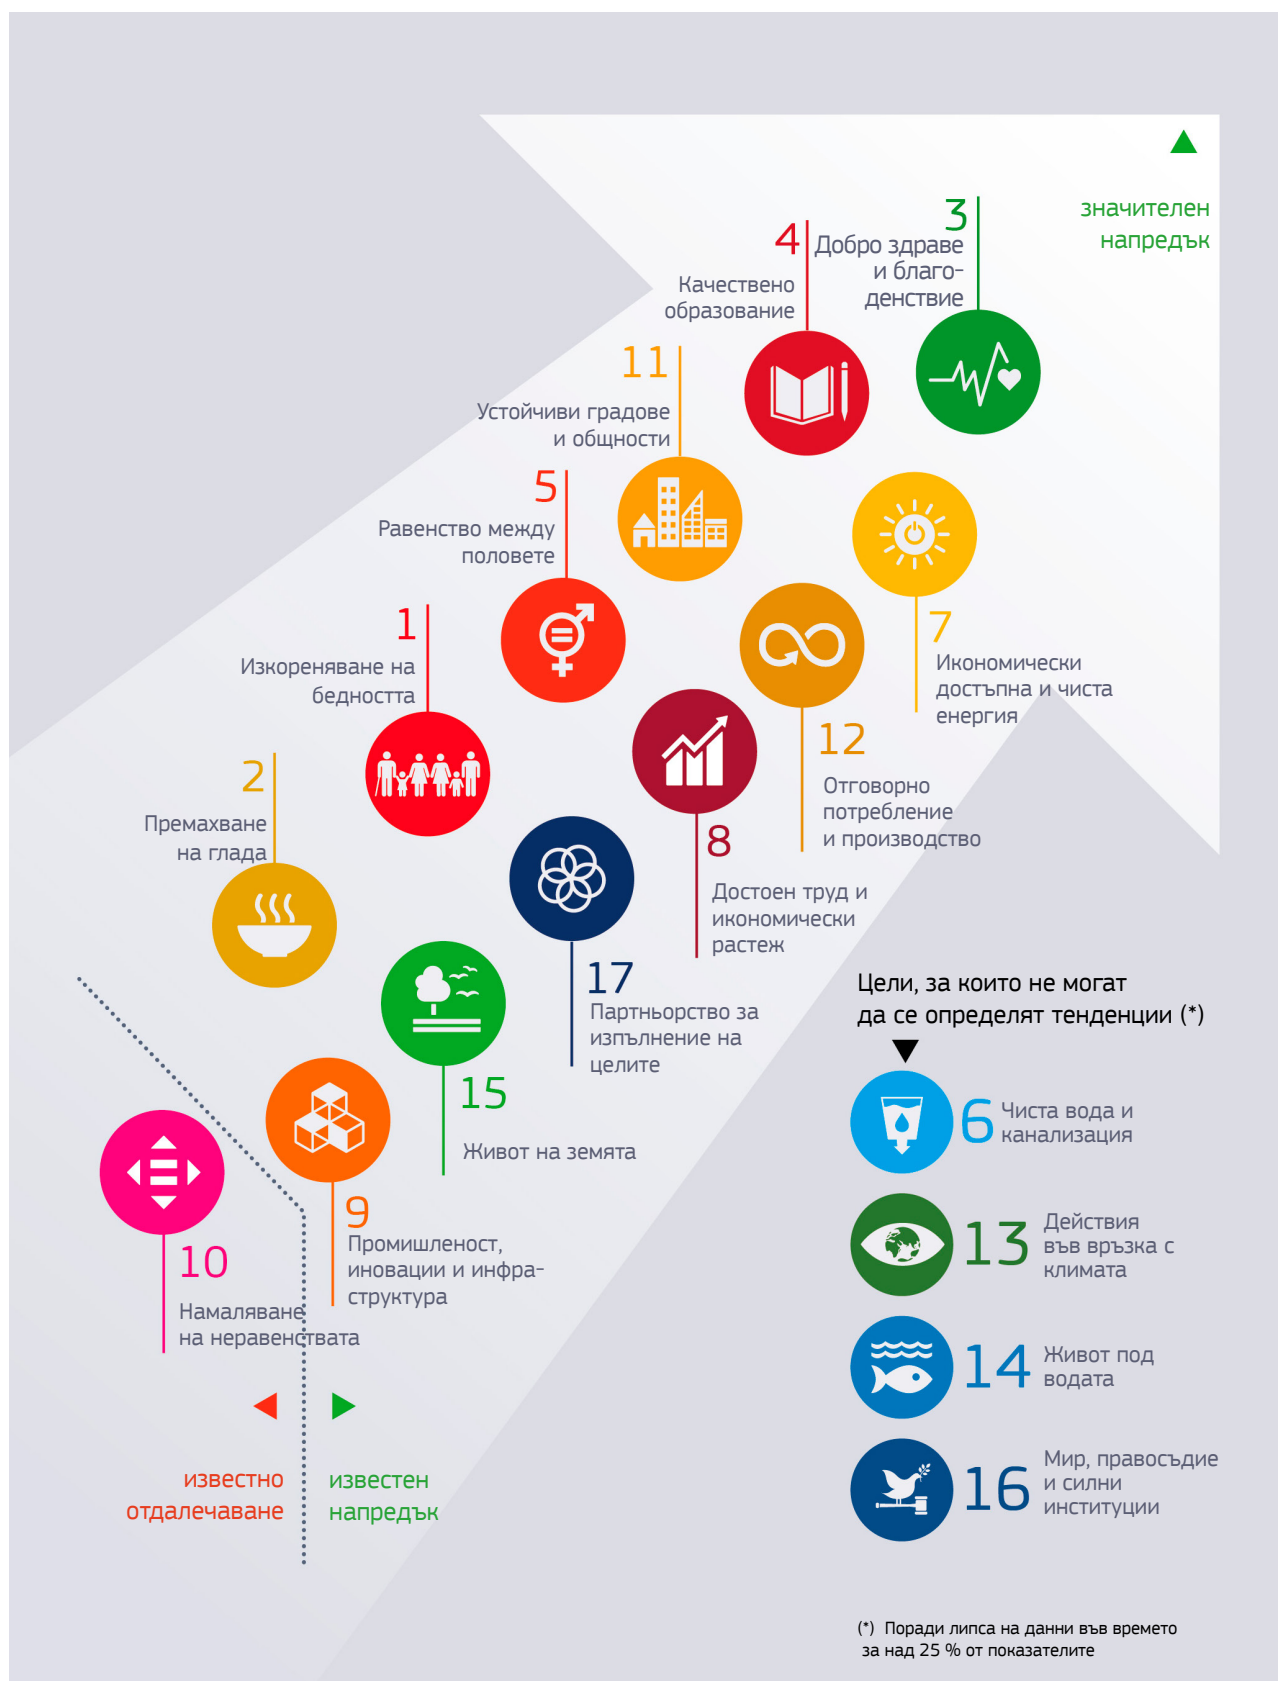 значителен
напредък
3
Добро здраве
и благо-
денствие
4
Качествено
образование
11
Устойчиви градове
и общности
5
Равенство между
половете
7
Икономически
достъпна и чиста
енергия
1
Изкореняване на
бедността
12
Отговорно
потребление
и производство
2
Премахване
на глада
8
Достоен труд и
икономически
растеж
17
Партньорство за
изпълнение на
целите
15
Живот на земята
9
Промишленост,
иновации и инфра-
структура
10
Намаляване
на неравенствата
известно
отдалечаване
известен
напредък
Цели, за които не могат
да се определят тенденции (*)
6
Чиста вода и
канализация
13
Действия
във връзка с
климата
14
Живот под
водата
16
Мир, правосъдие
и силни
институции
(*) Поради липса на данни във времето
за над 25 % от показателите